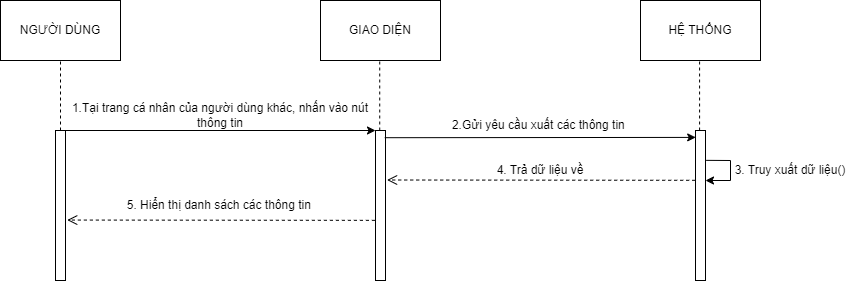 NGƯỜI DÙNG
GIAO DIỆN
HỆ THỐNG
1.Tại trang cá nhân của người dùng khác, nhấn vào nút
thông tin
2.Gửi yêu cầu xuất các thông tin
3. Truy xuất dữ liệu()
4. Trả dữ liệu về
5. Hiển thị danh sách các thông tin